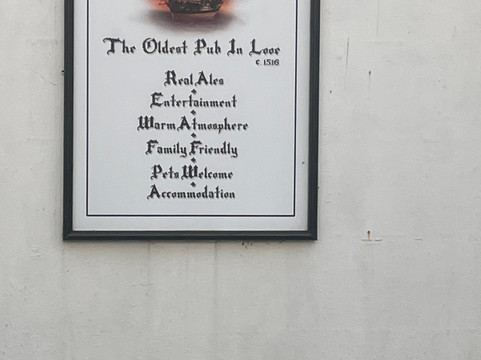 The Oldest Pub In Looe
c. 1516
Real Ales
Entertainment
Warm Atmosphere
Family Friendly
Pets Welcome
Accommodation